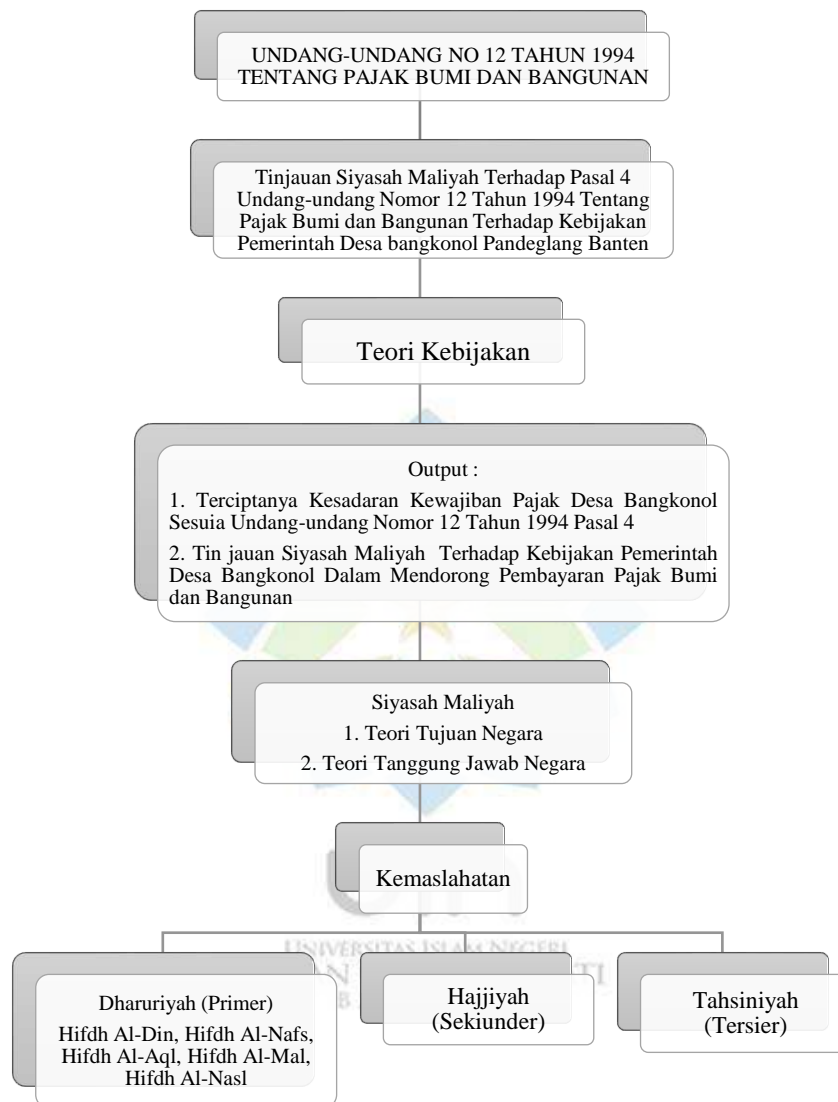 UNDANG-UNDANG NO 12 TAHUN 1994
TENTANG PAJAK BUMI DAN BANGUNAN
Tinjauan Siyasah Maliyah Terhadap Pasal 4
Undang-undang Nomor 12 Tahun 1994 Tentang
Pajak Bumi dan Bangunan Terhadap Kebijakan
Pemerintah Desa bangkonol Pandeglang Banten
Teori Kebijakan
Output :
1. Terciptanya Kesadaran Kewajiban Pajak Desa Bangkonol
Sesuia Undang-undang Nomor 12 Tahun 1994 Pasal 4
2. Tin jauan Siyasah Maliyah Terhadap Kebijakan Pemerintah
Desa Bangkonol Dalam Mendorong Pembayaran Pajak Bumi
dan Bangunan
Siyasah Maliyah
1. Teori Tujuan Negara
2. Teori Tanggung Jawab Negara
Kemaslahatan
UNIVERSITAS ISLAM NEGERI
Dharuriyah (Primer)
Hifdh Al-Din, Hifdh Al-Nafs,
Hifdh Al-Aql, Hifdh Al-Mal,
Hifdh Al-Nasl
Hajjiyah
(Sekiunder)
Tahsiniyah
(Tersier)